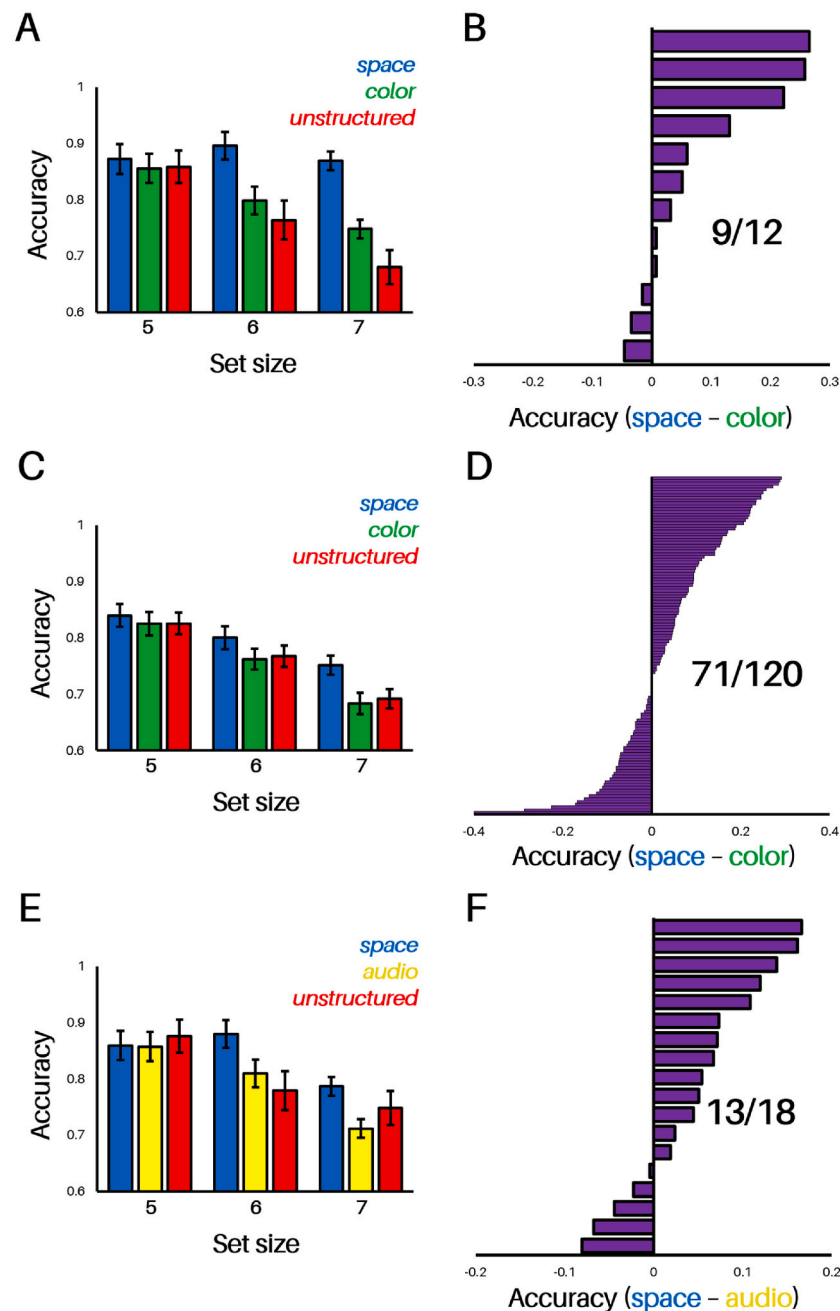 A
space
color
unstructured
1
0.9
0.8
0.7
0.6
Accuracy
5 6 7
Set size
B
9/12
-0.3 -0.2 -0.1 0 0.1 0.2 0.3
Accuracy (space – color)
C
space
color
unstructured
1
0.9
0.8
0.7
0.6
Accuracy
5 6 7
Set size
D
71/120
-0.4 -0.2 0 0.2 0.4
Accuracy (space – color)
E
space
audio
unstructured
1
0.9
0.8
0.7
0.6
Accuracy
5 6 7
Set size
F
13/18
-0.2 -0.1 0 0.1 0.2
Accuracy (space – audio)